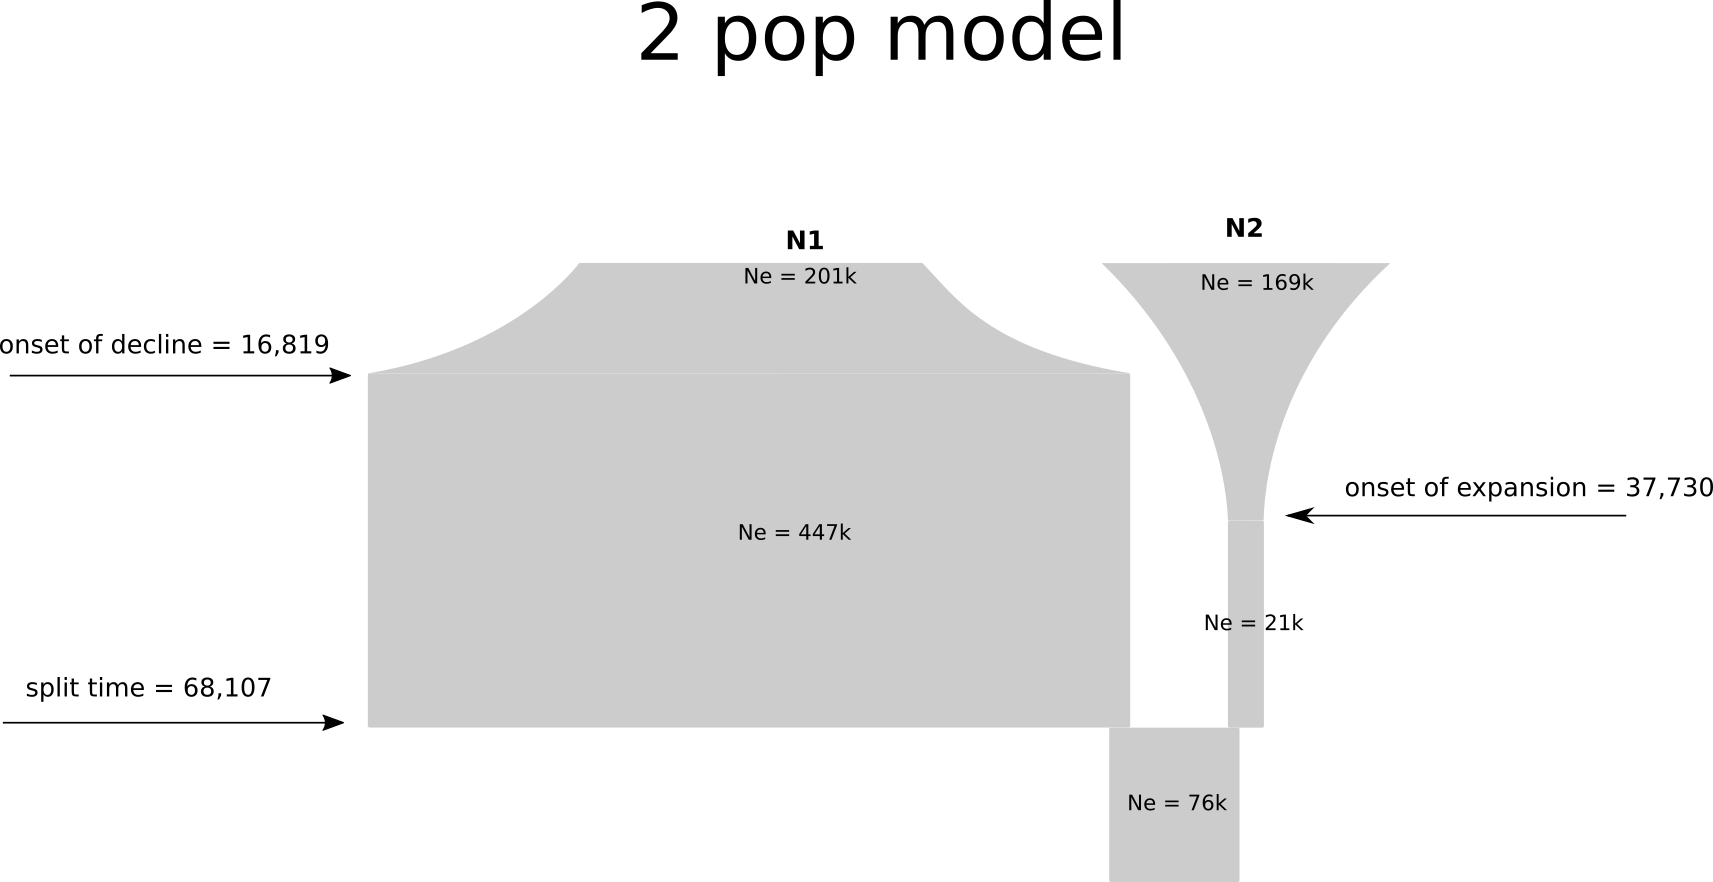 2 pop model
N1
N2
Ne = 201k
Ne = 169k
onset of decline = 16,819
onset of expansion = 37,730
Ne = 447k
Ne = 21k
split time = 68,107
Ne = 76k